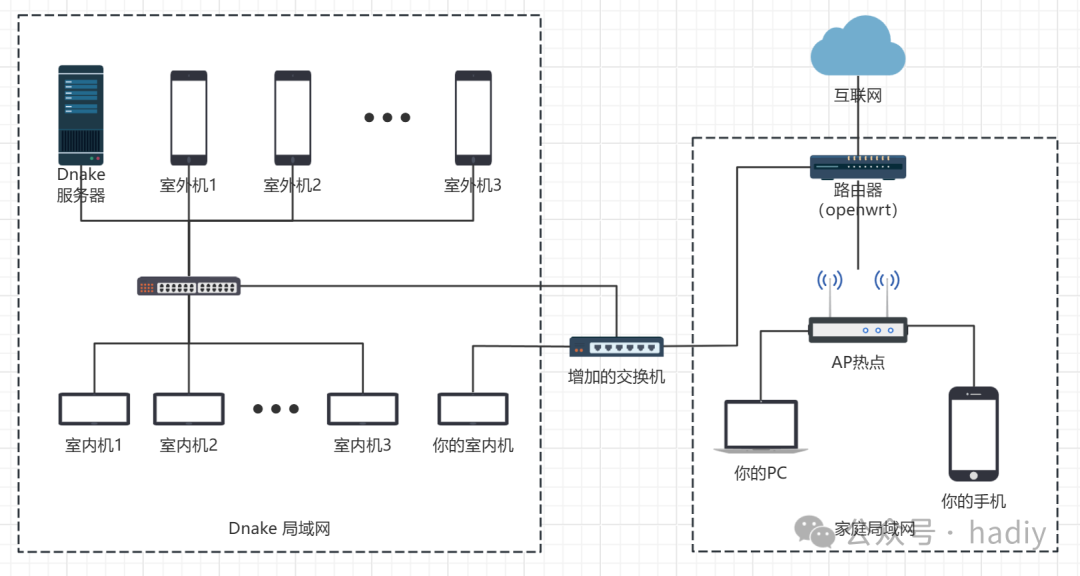 互联网
Dnake
服务器
室外机1
室外机2
室外机3
路由器
（openwrt）
增加的交换机
AP热点
室内机1
室内机2
室内机3
你的室内机
你的PC
你的手机
Dnake 局域网
家庭局域网
公众号 · hadiy